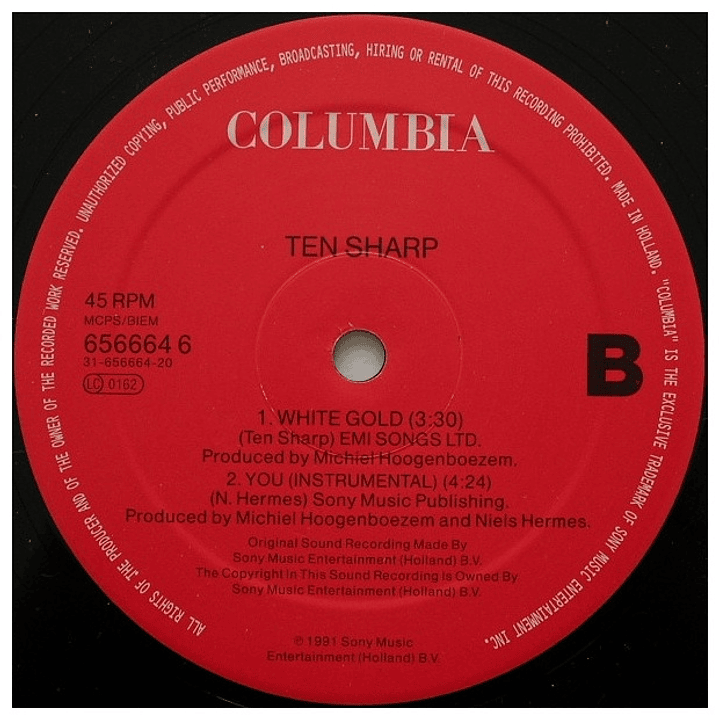 ALL RIGHTS OF THE PRODUCER AND OF THE OWNER OF THE RECORDED WORK RESERVED. UNAUTHORIZED COPYING, PUBLIC PERFORMANCE, BROADCASTING, HIRING OR RENTAL OF THIS RECORDING PROHIBITED. MADE IN HOLLAND. "COLUMBIA" IS THE EXCLUSIVE TRADEMARK OF SONY MUSIC ENTERTAINMENT INC.
COLUMBIA
TEN SHARP
45 RPM
MCPS/BIEM
656664 6
31-656664-20
LC 0162
B
1. WHITE GOLD (3:30)
(Ten Sharp) EMI SONGS LTD.
Produced by Michiel Hoogenboezem.
2. YOU (INSTRUMENTAL) (4:24)
(N. Hermes) Sony Music Publishing.
Produced by Michiel Hoogenboezem and Niels Hermes.
Original Sound Recording Made By
Sony Music Entertainment (Holland) B.V.
The Copyright in This Sound Recording Is Owned By
Sony Music Entertainment (Holland) B.V.
℗ 1991 Sony Music
Entertainment (Holland) B.V.